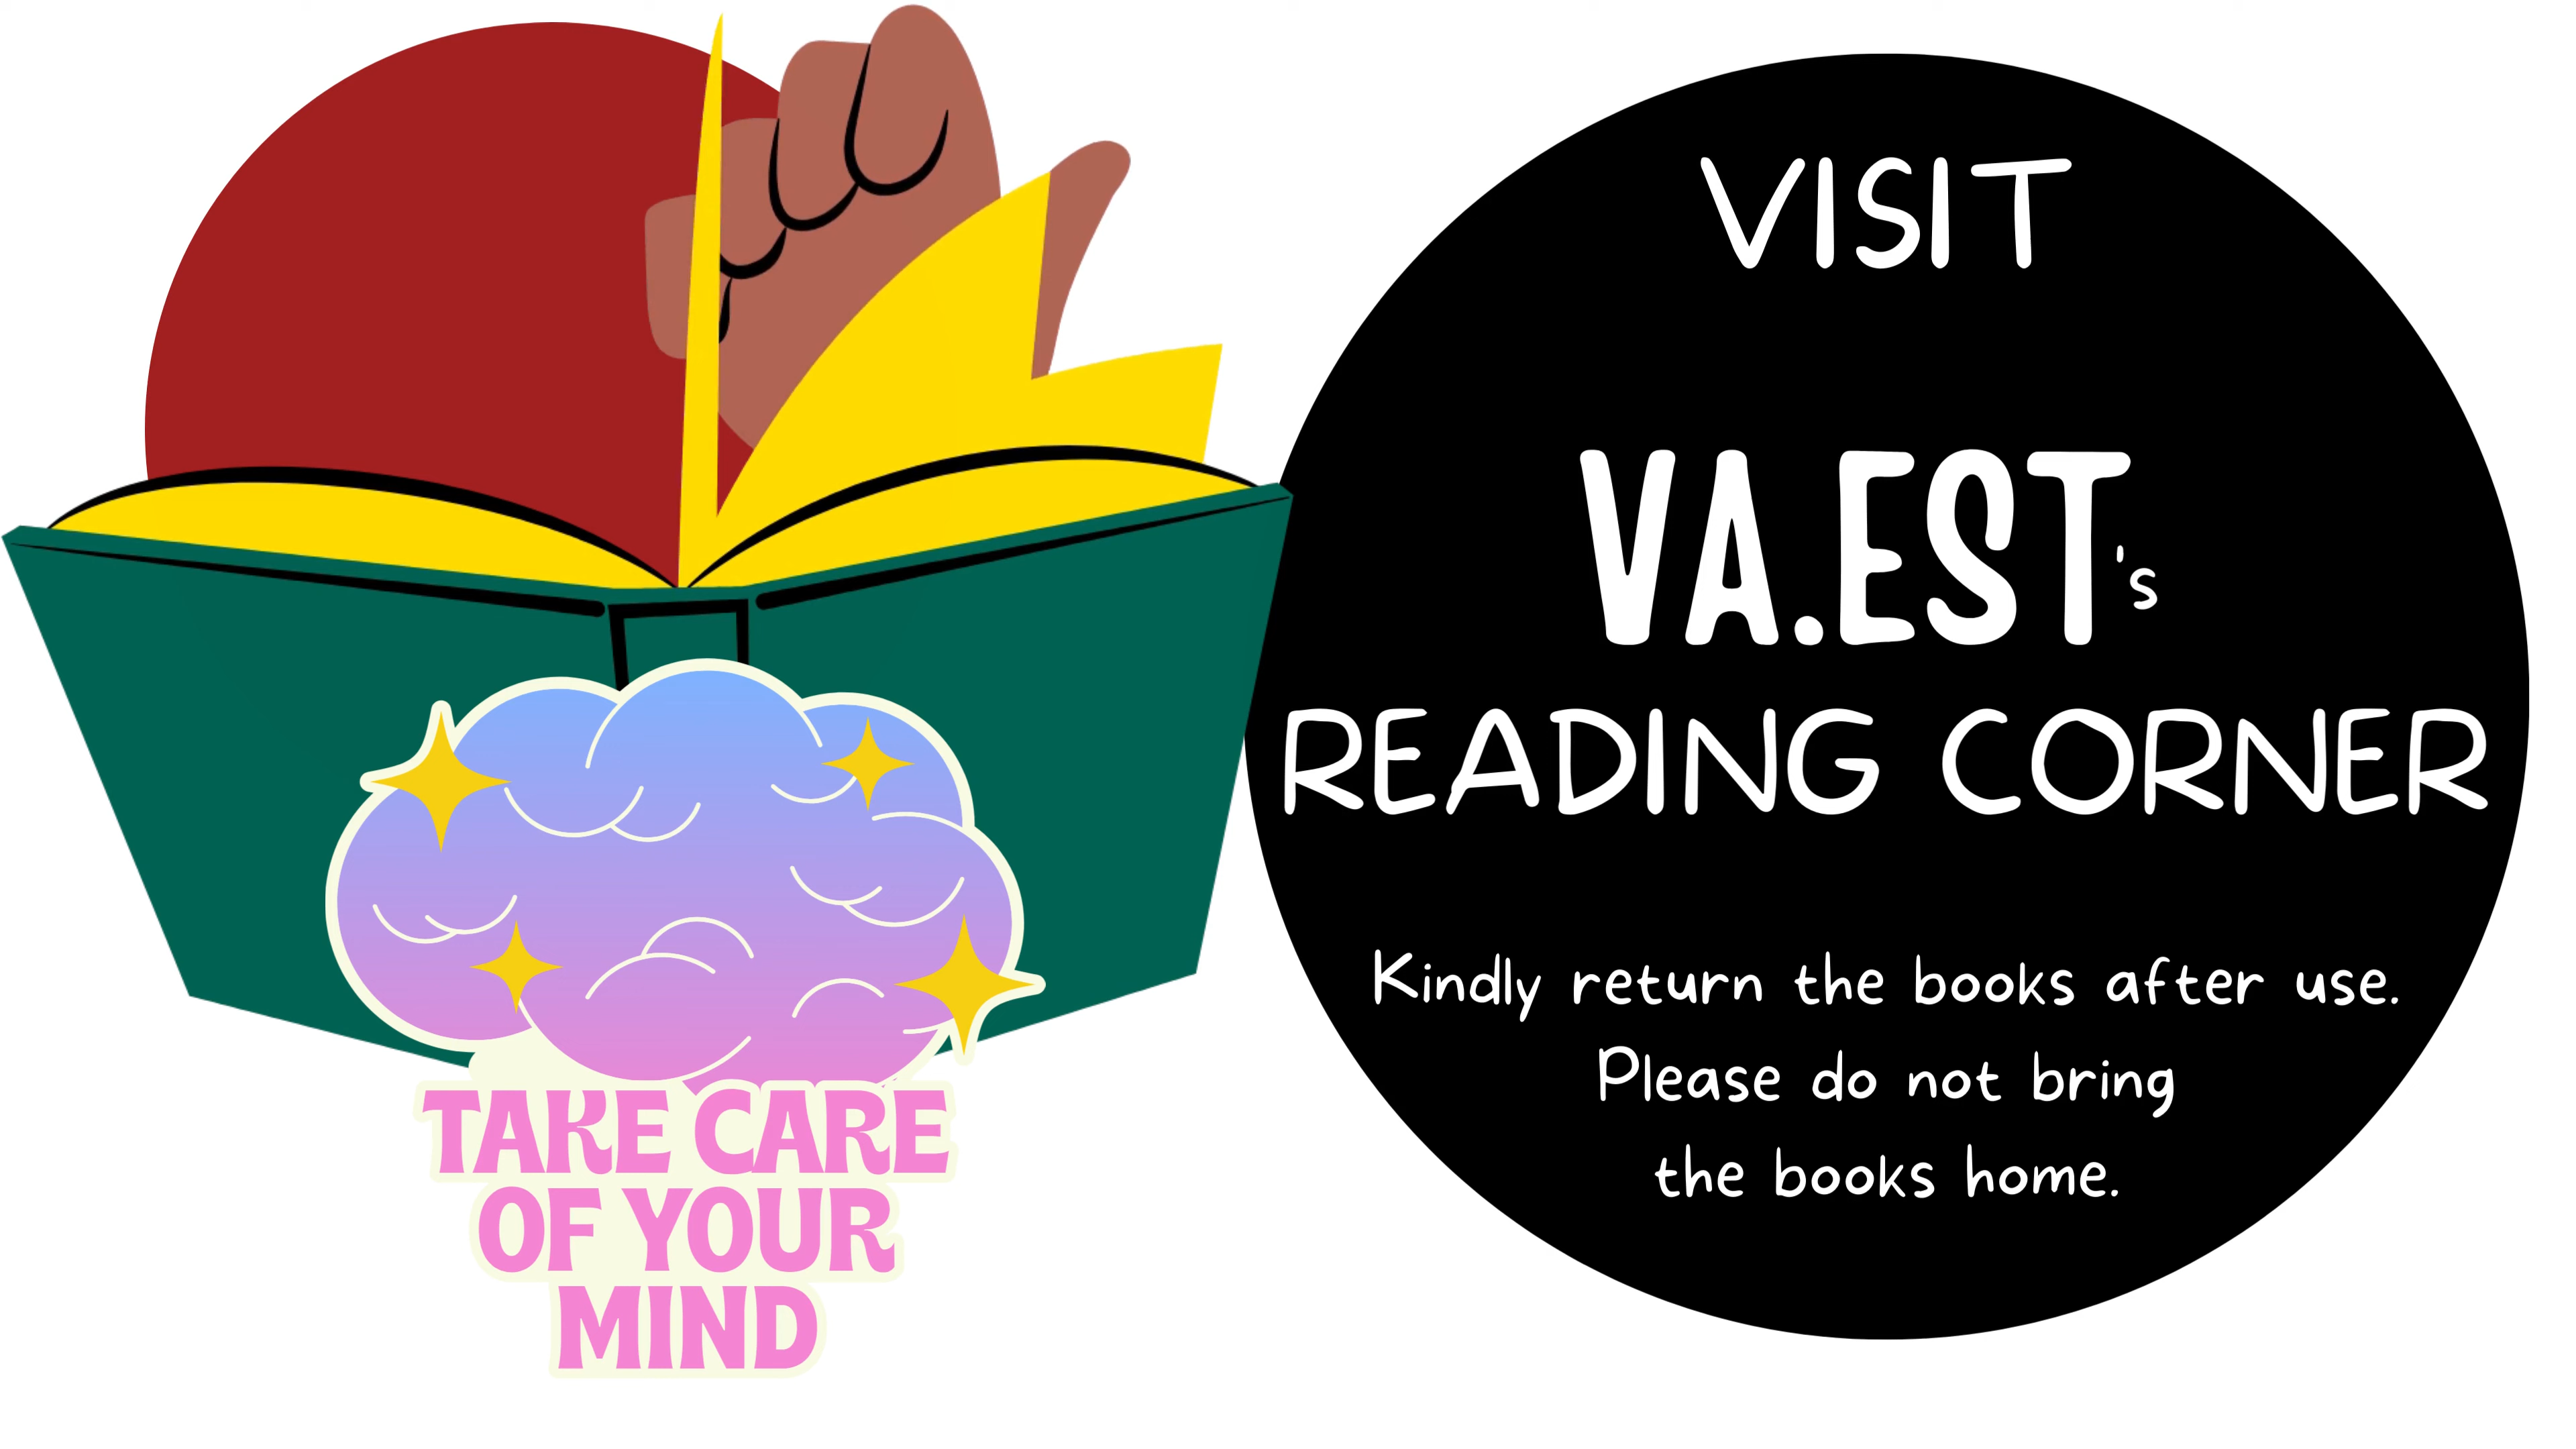 VISIT
VA.EST's
READING CORNER
Kindly return the books after use.
Please do not bring
the books home.
TAKE CARE
OF YOUR
MIND